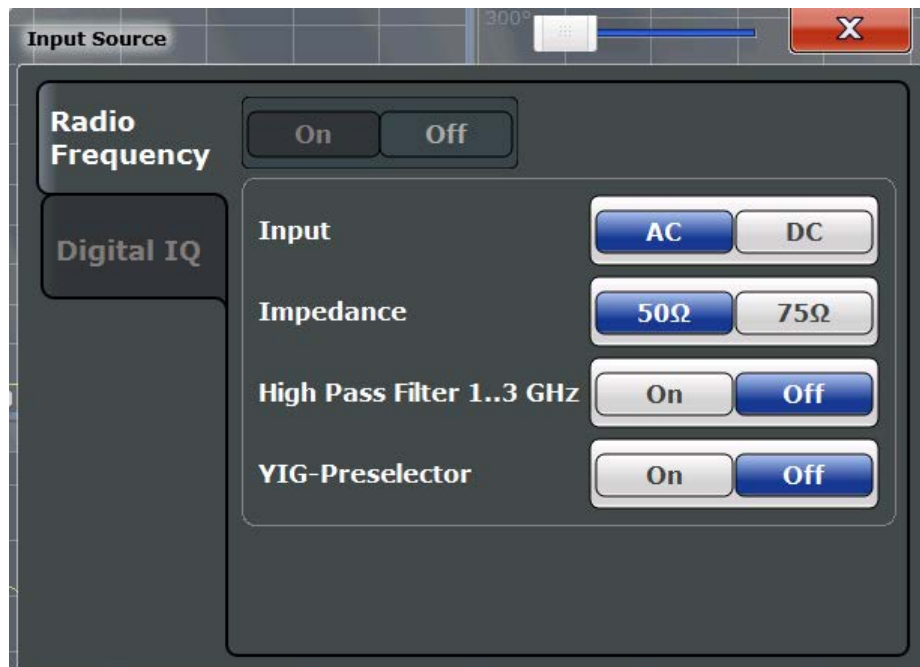 300°
Input Source
X
Radio
Frequency
On Off
Digital IQ
Input AC DC
Impedance 50Ω 75Ω
High Pass Filter 1..3 GHz On Off
YIG-Preselector On Off